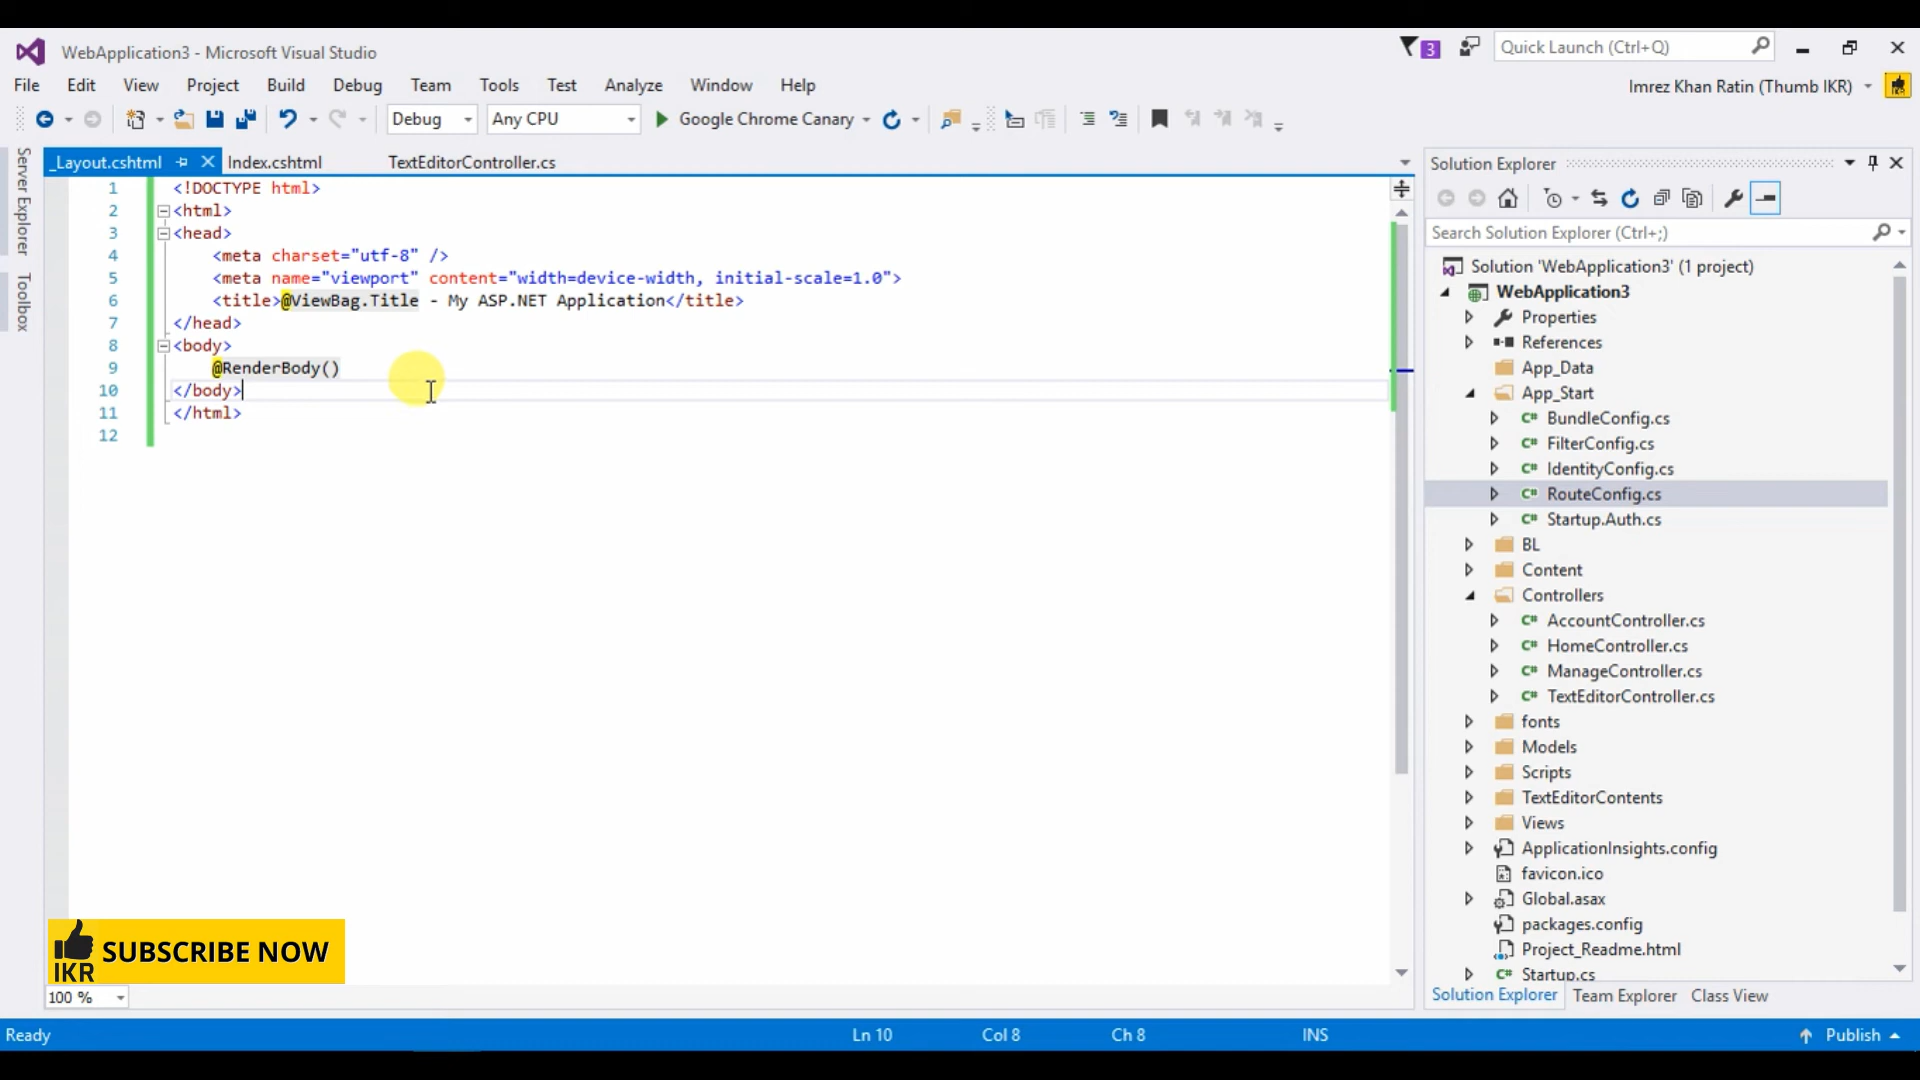 WebApplication3 - Microsoft Visual Studio
3
Quick Launch (Ctrl+Q)
File Edit View Project Build Debug Team Tools Test Analyze Window Help
Imrez Khan Ratin (Thumb IKR)
Debug Any CPU Google Chrome Canary
Server Explorer
Toolbox
_Layout.cshtml Index.cshtml TextEditorController.cs
1 <!DOCTYPE html>
2 <html>
3 <head>
4 <meta charset="utf-8" />
5 <meta name="viewport" content="width=device-width, initial-scale=1.0">
6 <title>@ViewBag.Title - My ASP.NET Application</title>
7 </head>
8 <body>
9 @RenderBody()
10 </body>
11 </html>
12
Solution Explorer
Search Solution Explorer (Ctrl+;)
Solution 'WebApplication3' (1 project)
WebApplication3
Properties
References
App_Data
App_Start
C# BundleConfig.cs
C# FilterConfig.cs
C# IdentityConfig.cs
C# RouteConfig.cs
C# Startup.Auth.cs
BL
Content
Controllers
C# AccountController.cs
C# HomeController.cs
C# ManageController.cs
C# TextEditorController.cs
fonts
Models
Scripts
TextEditorContents
Views
ApplicationInsights.config
favicon.ico
Global.asax
packages.config
Project_Readme.html
C# Startup.cs
Solution Explorer Team Explorer Class View
IKR SUBSCRIBE NOW
100 %
Ready Ln 10 Col 8 Ch 8 INS Publish